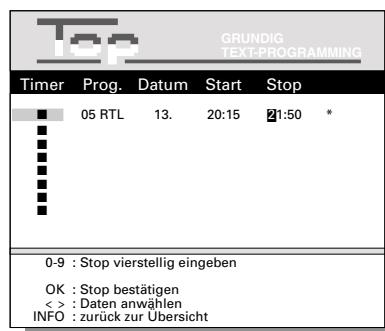 Top
GRUNDIG
TEXT-PROGRAMMING
Timer Prog. Datum Start Stop
05 RTL 13. 20:15 21:50 *
0-9 : Stop vierstellig eingeben
OK : Stop bestätigen
< > : Daten anwählen
INFO : zurück zur Übersicht